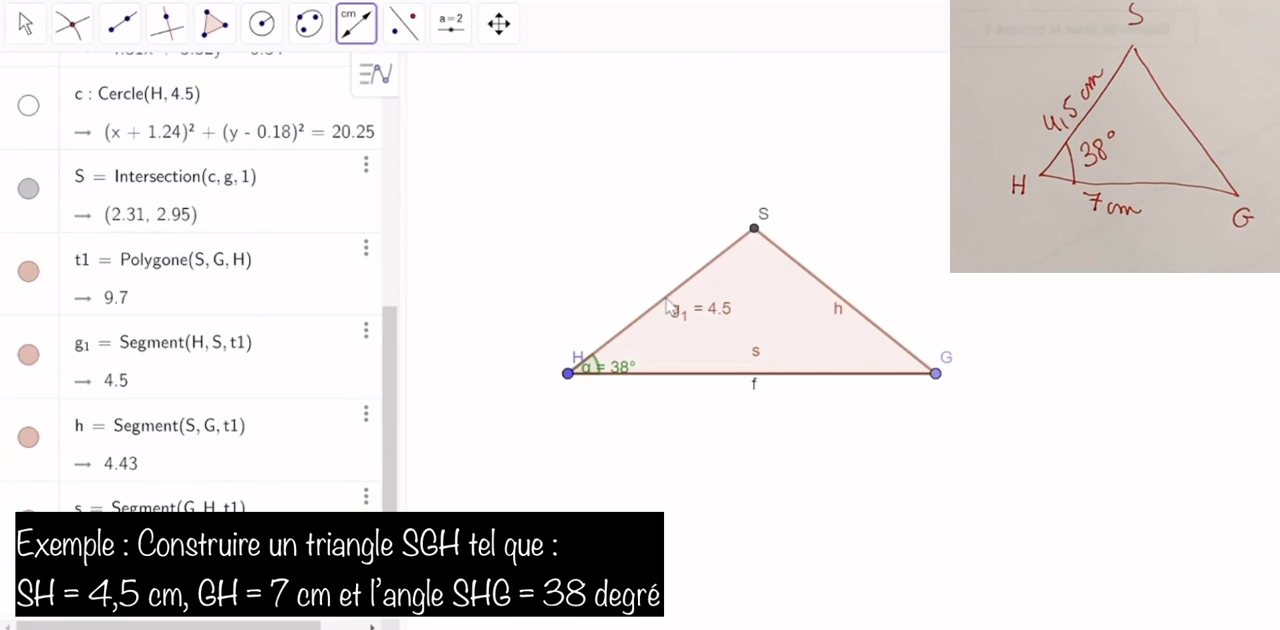 cm
a = 2
c : Cercle(H, 4.5)
→ (x + 1.24)² + (y - 0.18)² = 20.25
S = Intersection(c, g, 1)
→ (2.31, 2.95)
t1 = Polygone(S, G, H)
→ 9.7
g₁ = Segment(H, S, t1)
→ 4.5
h = Segment(S, G, t1)
→ 4.43
s = Segment(G, H, t1)
S
g₁ = 4.5
h
s
H
α = 38°
G
f
S
4,5 cm
38°
H
7 cm
G
Exemple : Construire un triangle SGH tel que :
SH = 4,5 cm, GH = 7 cm et l'angle SHG = 38 degré